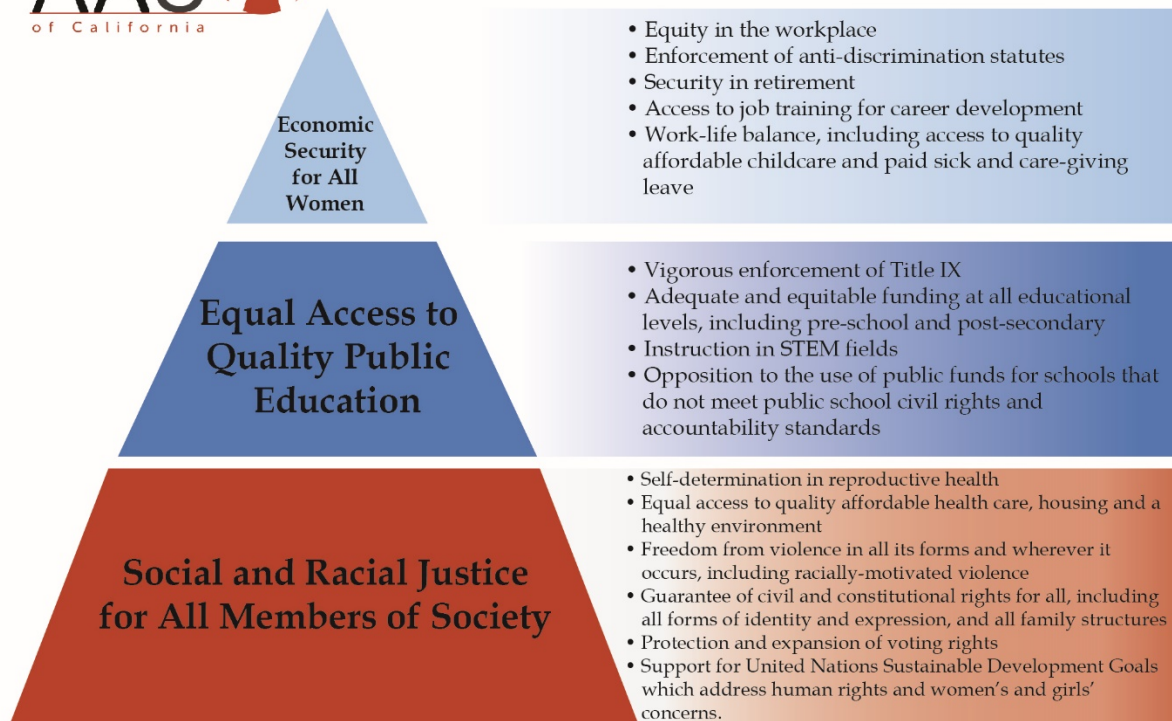 of California
Economic
Security
for All
Women
• Equity in the workplace
• Enforcement of anti-discrimination statutes
• Security in retirement
• Access to job training for career development
• Work-life balance, including access to quality
affordable childcare and paid sick and care-giving
leave
Equal Access to
Quality Public
Education
• Vigorous enforcement of Title IX
• Adequate and equitable funding at all educational
levels, including pre-school and post-secondary
• Instruction in STEM fields
• Opposition to the use of public funds for schools that
do not meet public school civil rights and
accountability standards
Social and Racial Justice
for All Members of Society
• Self-determination in reproductive health
• Equal access to quality affordable health care, housing and a
healthy environment
• Freedom from violence in all its forms and wherever it
occurs, including racially-motivated violence
• Guarantee of civil and constitutional rights for all, including
all forms of identity and expression, and all family structures
• Protection and expansion of voting rights
• Support for United Nations Sustainable Development Goals
which address human rights and women’s and girls’
concerns.